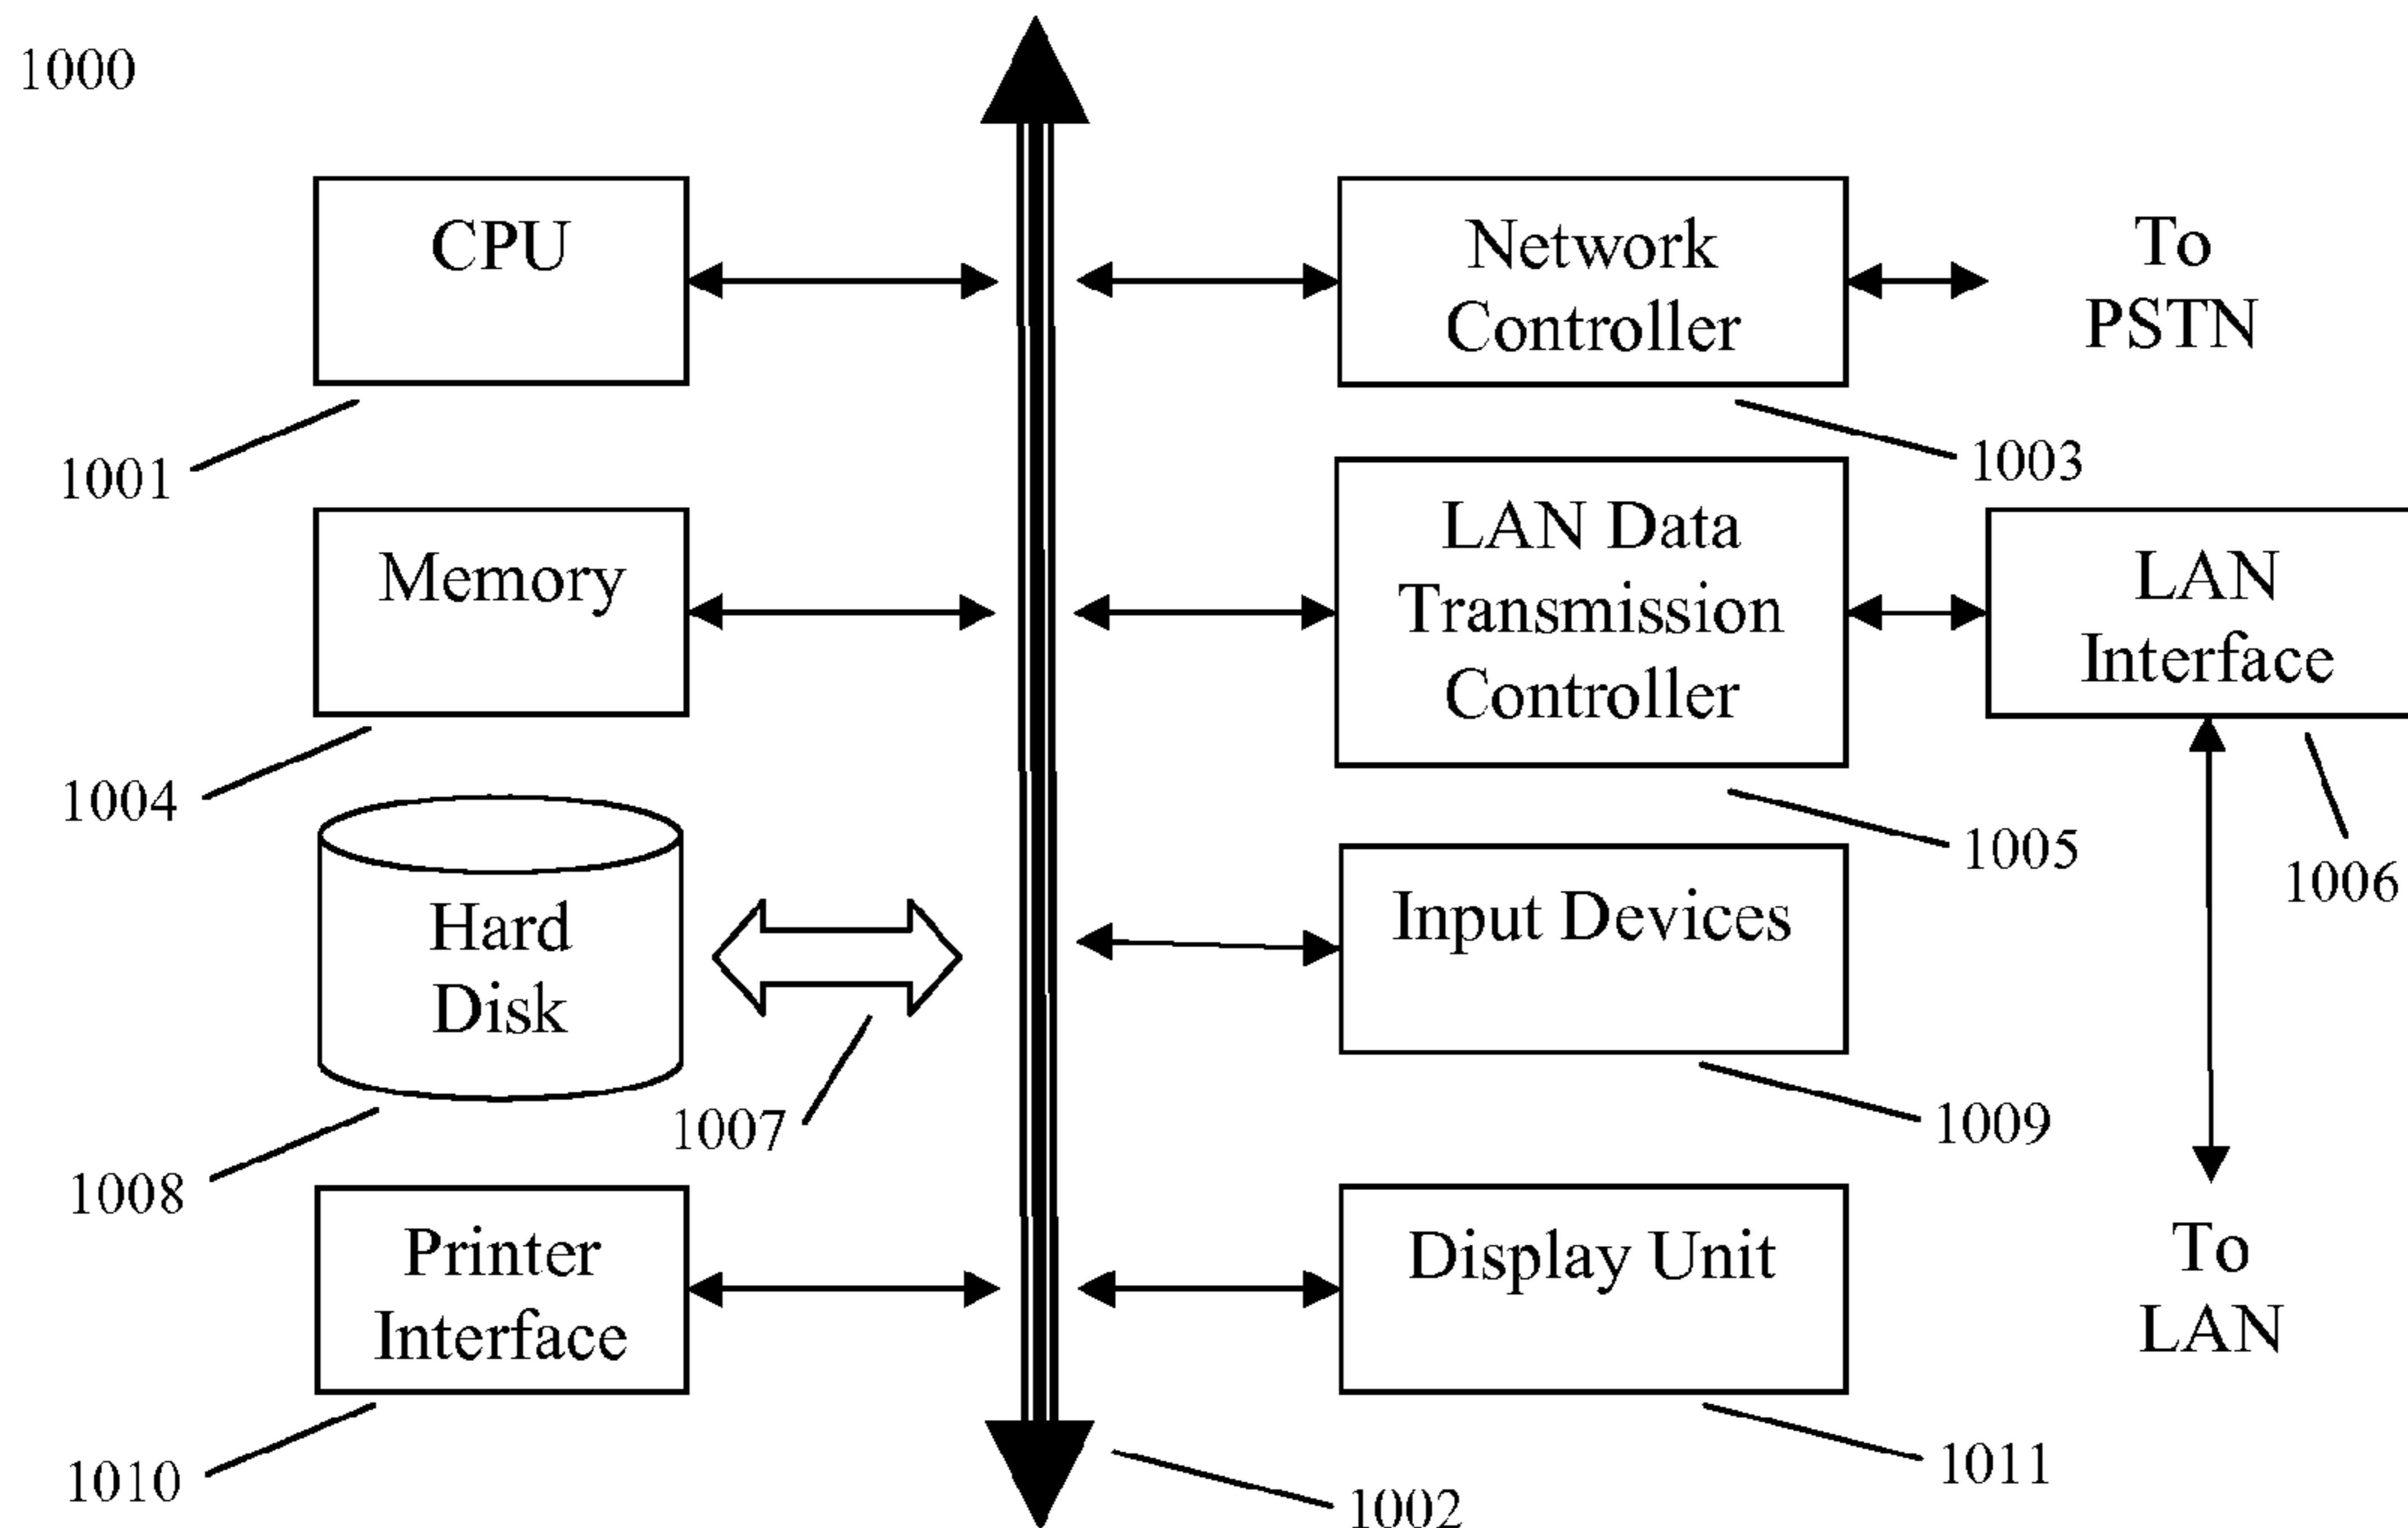 1000
CPU
Network
Controller
To
PSTN
1001
1003
Memory
LAN Data
Transmission
Controller
LAN
Interface
1004
1005
1006
Hard
Disk
1007
Input Devices
1008
1009
Printer
Interface
Display Unit
To
LAN
1010
1011
1002